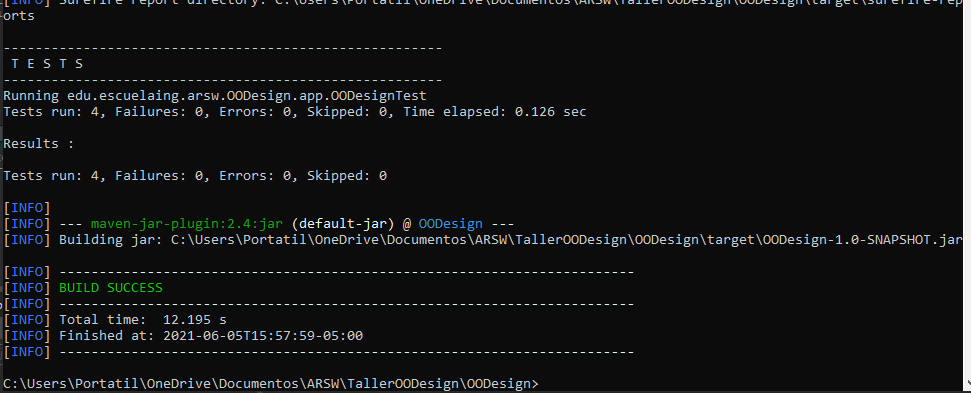 [INFO] Surefire report directory: C:\Users\Portatil\OneDrive\Documentos\ARSW\TallerOODesign\OODesign\target\surefire-rep
orts
-------------------------------------------------------
T E S T S
-------------------------------------------------------
Running edu.escuelaing.arsw.OODesign.app.OODesignTest
Tests run: 4, Failures: 0, Errors: 0, Skipped: 0, Time elapsed: 0.126 sec
Results :
Tests run: 4, Failures: 0, Errors: 0, Skipped: 0
[INFO]
[INFO] --- maven-jar-plugin:2.4:jar (default-jar) @ OODesign ---
[INFO] Building jar: C:\Users\Portatil\OneDrive\Documentos\ARSW\TallerOODesign\OODesign\target\OODesign-1.0-SNAPSHOT.jar
[INFO] ------------------------------------------------------------------------
[INFO] BUILD SUCCESS
[INFO] ------------------------------------------------------------------------
[INFO] Total time:  12.195 s
[INFO] Finished at: 2021-06-05T15:57:59-05:00
[INFO] ------------------------------------------------------------------------
C:\Users\Portatil\OneDrive\Documentos\ARSW\TallerOODesign\OODesign>